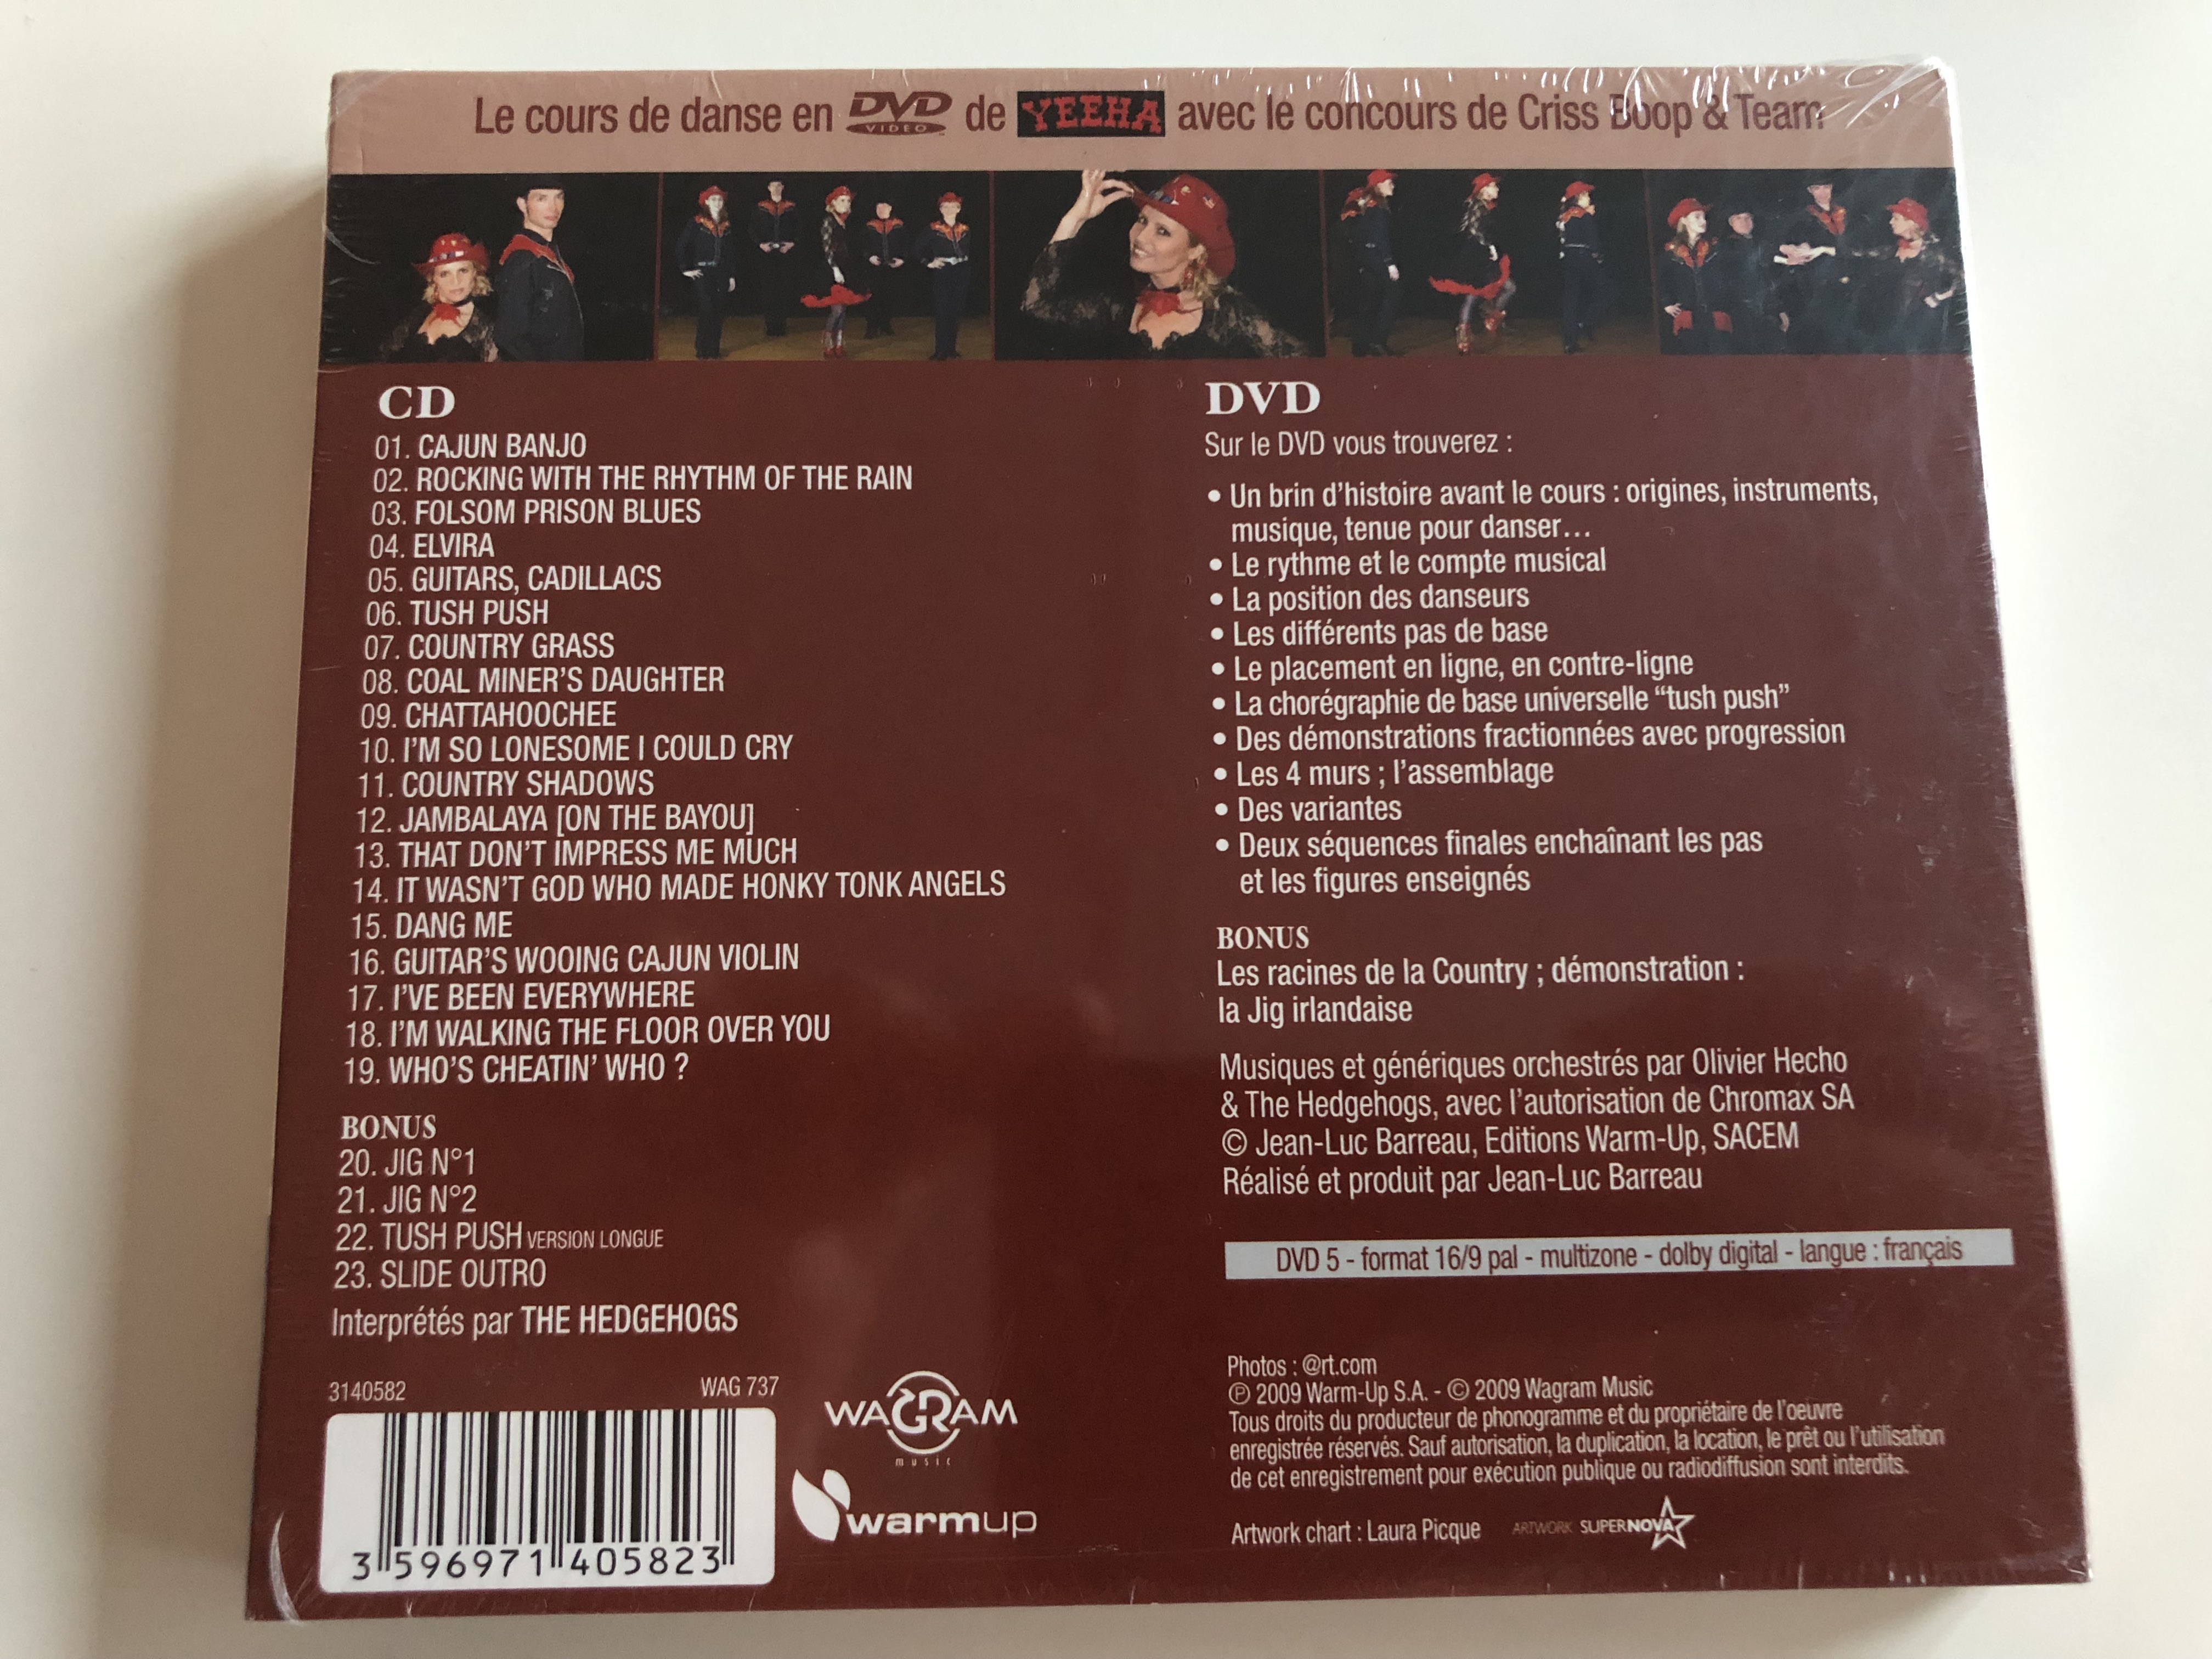 Le cours de danse en DVD VIDEO de YEEHA avec le concours de Criss Boop & Team
CD
01. CAJUN BANJO
02. ROCKING WITH THE RHYTHM OF THE RAIN
03. FOLSOM PRISON BLUES
04. ELVIRA
05. GUITARS, CADILLACS
06. TUSH PUSH
07. COUNTRY GRASS
08. COAL MINER'S DAUGHTER
09. CHATTAHOOCHEE
10. I'M SO LONESOME I COULD CRY
11. COUNTRY SHADOWS
12. JAMBALAYA [ON THE BAYOU]
13. THAT DON'T IMPRESS ME MUCH
14. IT WASN'T GOD WHO MADE HONKY TONK ANGELS
15. DANG ME
16. GUITAR'S WOOING CAJUN VIOLIN
17. I'VE BEEN EVERYWHERE
18. I'M WALKING THE FLOOR OVER YOU
19. WHO'S CHEATIN' WHO ?
BONUS
20. JIG N°1
21. JIG N°2
22. TUSH PUSH VERSION LONGUE
23. SLIDE OUTRO
Interprétés par THE HEDGEHOGS
3140582 WAG 737
3 596971 405823
WAGRAM
music
warmup
DVD
Sur le DVD vous trouverez :
• Un brin d'histoire avant le cours : origines, instruments,
musique, tenue pour danser...
• Le rythme et le compte musical
• La position des danseurs
• Les différents pas de base
• Le placement en ligne, en contre-ligne
• La chorégraphie de base universelle “tush push”
• Des démonstrations fractionnées avec progression
• Les 4 murs ; l'assemblage
• Des variantes
• Deux séquences finales enchaînant les pas
et les figures enseignés
BONUS
Les racines de la Country ; démonstration :
la Jig irlandaise
Musiques et génériques orchestrés par Olivier Hecho
& The Hedgehogs, avec l'autorisation de Chromax SA
© Jean-Luc Barreau, Editions Warm-Up, SACEM
Réalisé et produit par Jean-Luc Barreau
DVD 5 - format 16/9 pal - multizone - dolby digital - langue : français
Photos : @rt.com
℗ 2009 Warm-Up S.A. - © 2009 Wagram Music
Tous droits du producteur de phonogramme et du propriétaire de l'oeuvre
enregistrée réservés. Sauf autorisation, la duplication, la location, le prêt ou l'utilisation
de cet enregistrement pour exécution publique ou radiodiffusion sont interdits.
Artwork chart : Laura Picque ARTWORK SUPERNOVA